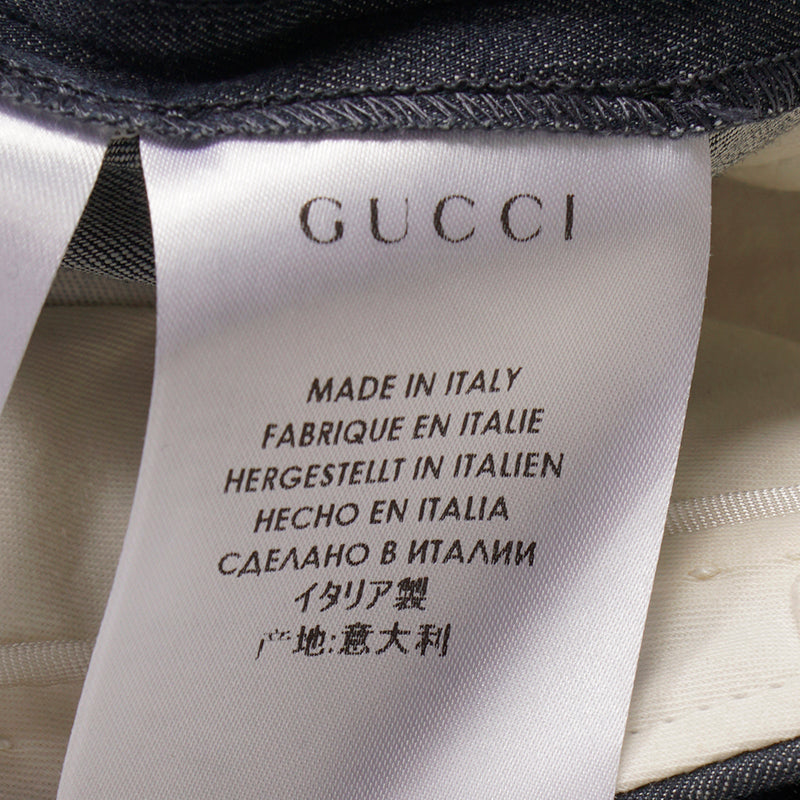 GUCCI
MADE IN ITALY
FABRIQUE EN ITALIE
HERGESTELLT IN ITALIEN
HECHO EN ITALIA
СДЕЛАНО В ИТАЛИИ
イタリア製
产地:意大利